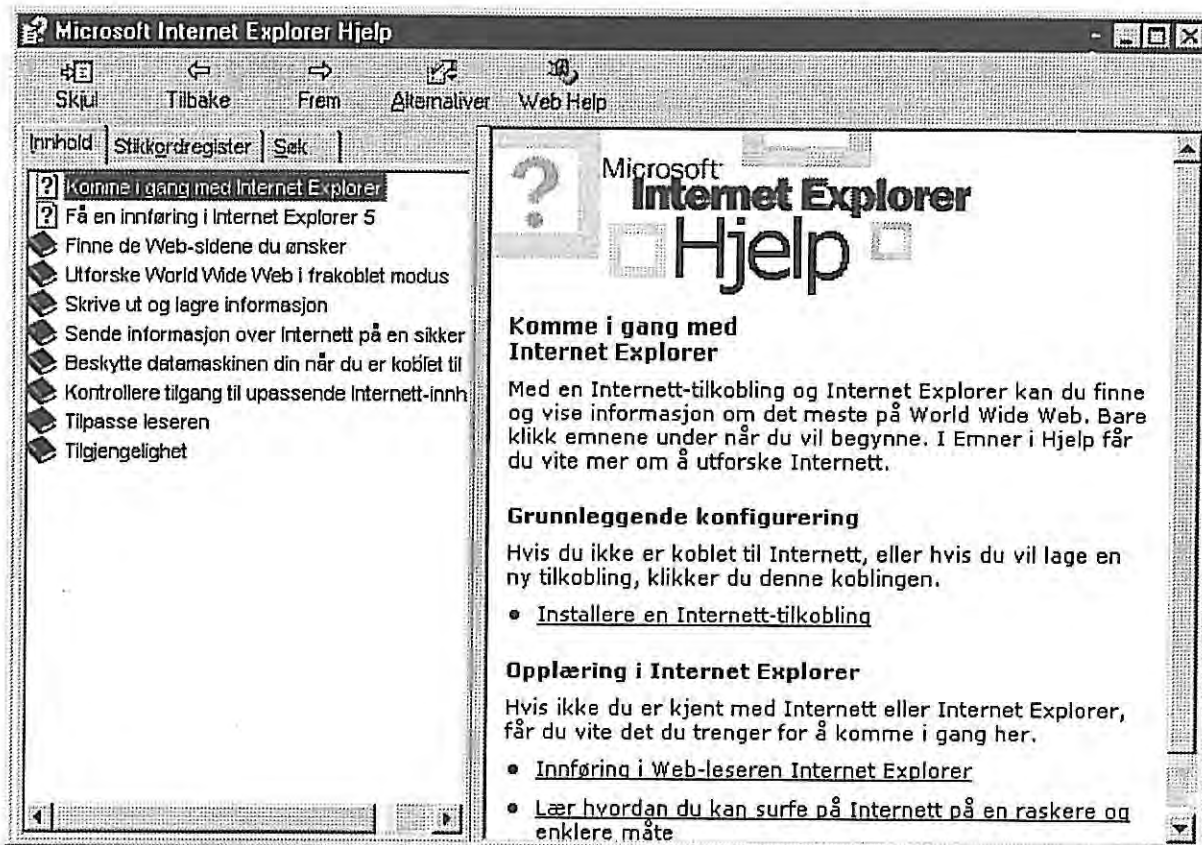 Microsoft Internet Explorer Hjelp
Skjul Tilbake Frem Alternativer Web Help
Innhold Stikkordregister Søk
Komme i gang med Internet Explorer
Få en innføring i Internet Explorer 5
Finne de Web-sidene du ønsker
Utforske World Wide Web i frakoblet modus
Skrive ut og lagre informasjon
Sende informasjon over Internett på en sikker
Beskytte datamaskinen din når du er koblet til
Kontrollere tilgang til upassende Internett-innh
Tilpasse leseren
Tilgjengelighet
Microsoft
Internet Explorer
Hjelp
Komme i gang med
Internet Explorer
Med en Internett-tilkobling og Internet Explorer kan du finne
og vise informasjon om det meste på World Wide Web. Bare
klikk emnene under når du vil begynne. I Emner i Hjelp får
du vite mer om å utforske Internett.
Grunnleggende konfigurering
Hvis du ikke er koblet til Internett, eller hvis du vil lage en
ny tilkobling, klikker du denne koblingen.
• Installere en Internett-tilkobling
Opplæring i Internet Explorer
Hvis ikke du er kjent med Internett eller Internet Explorer,
får du vite det du trenger for å komme i gang her.
• Innføring i Web-leseren Internet Explorer
• Lær hvordan du kan surfe på Internett på en raskere og
enklere måte